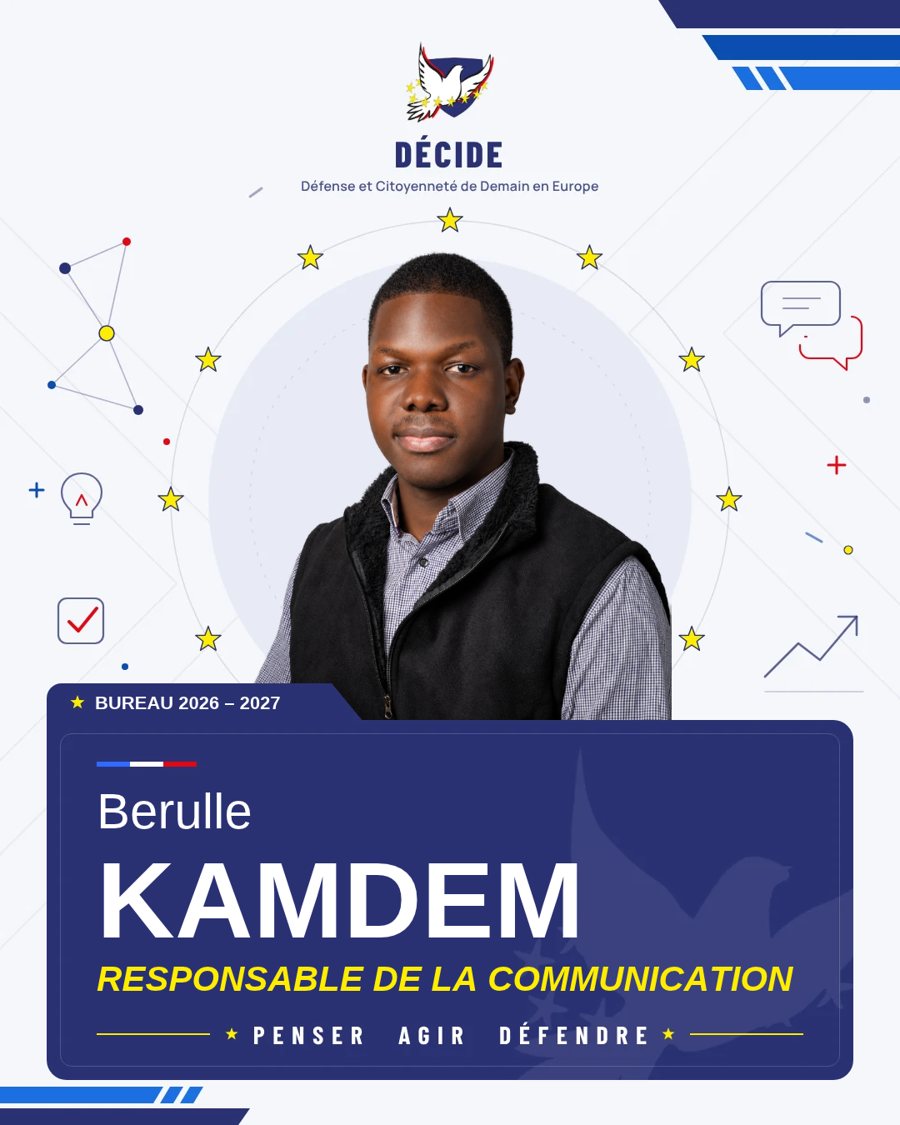 DÉCIDE
Défense et Citoyenneté de Demain en Europe
BUREAU 2026 – 2027
Berulle
KAMDEM
RESPONSABLE DE LA COMMUNICATION
PENSER AGIR DÉFENDRE